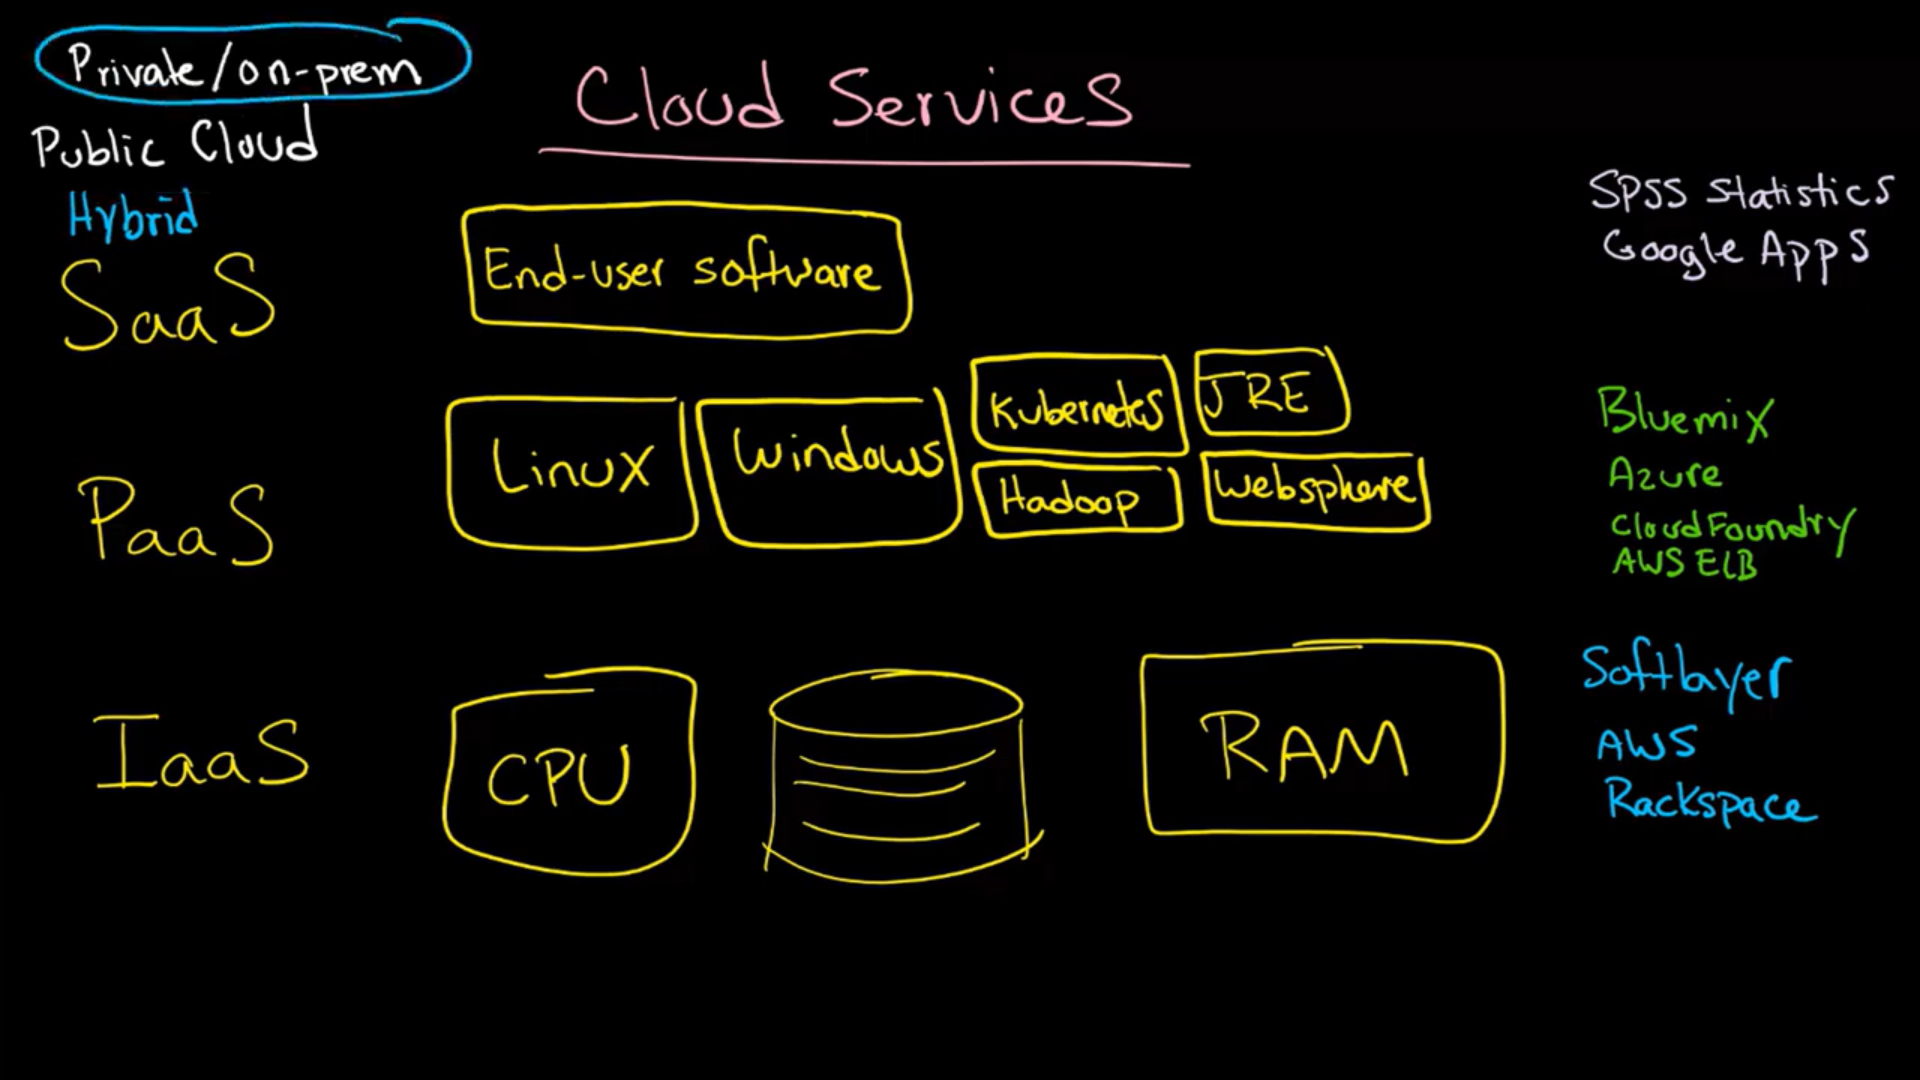 Private/on-prem
Public Cloud
Hybrid
Cloud Services
SaaS
End-user software
SPSS Statistics
Google Apps
PaaS
Linux
Windows
Kubernetes
JRE
Hadoop
Websphere
Bluemix
Azure
CloudFoundry
AWS ELB
IaaS
CPU
RAM
Softlayer
AWS
Rackspace